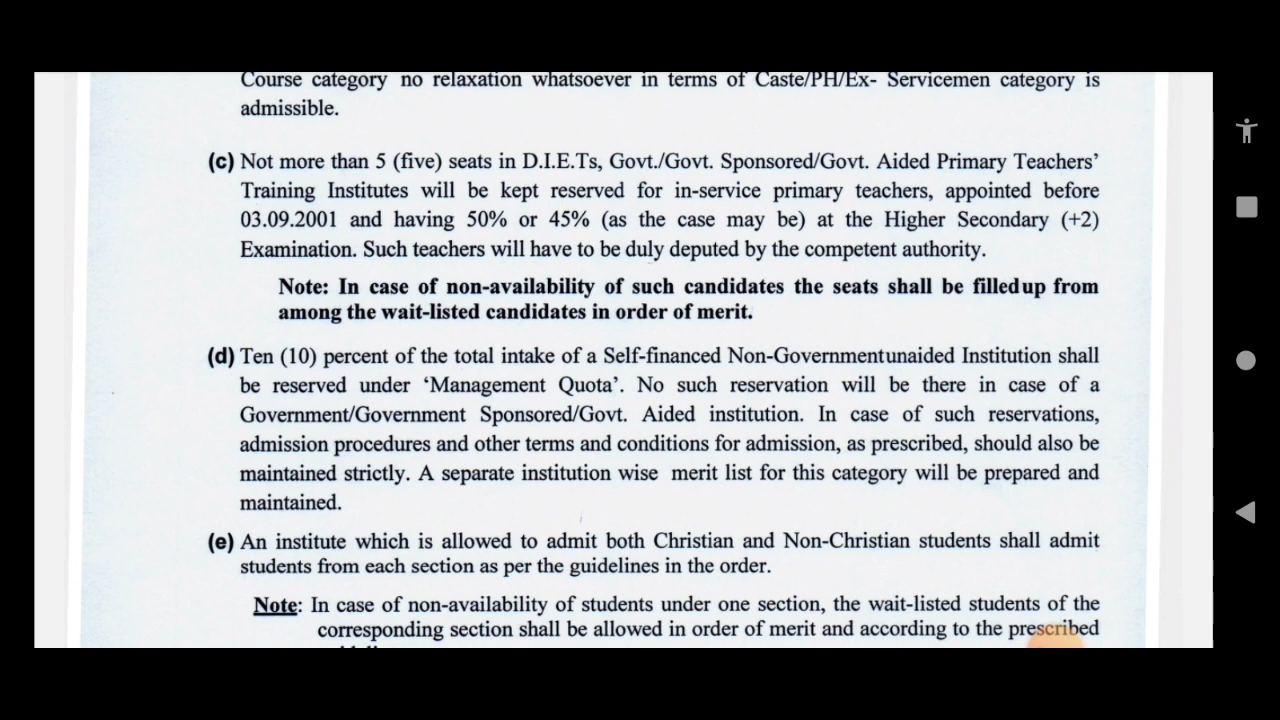 Course category no relaxation whatsoever in terms of Caste/PH/Ex- Servicemen category is
admissible.
(c) Not more than 5 (five) seats in D.I.E.Ts, Govt./Govt. Sponsored/Govt. Aided Primary Teachers'
Training Institutes will be kept reserved for in-service primary teachers, appointed before
03.09.2001 and having 50% or 45% (as the case may be) at the Higher Secondary (+2)
Examination. Such teachers will have to be duly deputed by the competent authority.
Note: In case of non-availability of such candidates the seats shall be filledup from
among the wait-listed candidates in order of merit.
(d) Ten (10) percent of the total intake of a Self-financed Non-Governmentunaided Institution shall
be reserved under 'Management Quota'. No such reservation will be there in case of a
Government/Government Sponsored/Govt. Aided institution. In case of such reservations,
admission procedures and other terms and conditions for admission, as prescribed, should also be
maintained strictly. A separate institution wise merit list for this category will be prepared and
maintained.
(e) An institute which is allowed to admit both Christian and Non-Christian students shall admit
students from each section as per the guidelines in the order.
Note: In case of non-availability of students under one section, the wait-listed students of the
corresponding section shall be allowed in order of merit and according to the prescribed